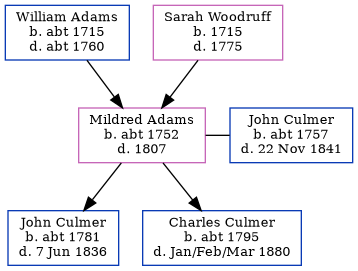 William Adams
b. abt 1715
d. abt 1760
Sarah Woodruff
b. 1715
d. 1775
Mildred Adams
b. abt 1752
d. 1807
John Culmer
b. abt 1757
d. 22 Nov 1841
John Culmer
b. abt 1781
d. 7 Jun 1836
Charles Culmer
b. abt 1795
d. Jan/Feb/Mar 1880